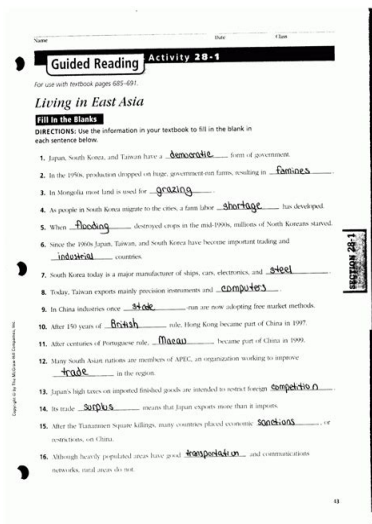 Name Date Class
Guided Reading Activity 28-1
For use with textbook pages 685–691.
Living in East Asia
Fill In the Blanks
DIRECTIONS: Use the information in your textbook to fill in the blank in
each sentence below.
1. Japan, South Korea, and Taiwan have a democratic form of government.
2. In the 1950s, production dropped on huge, government-run farms, resulting in famines.
3. In Mongolia most land is used for grazing.
4. As people in South Korea migrate to the cities, a farm labor shortage has developed.
5. When flooding destroyed crops in the mid-1990s, millions of North Koreans starved.
6. Since the 1960s Japan, Taiwan, and South Korea have become important trading and
industrial countries.
7. South Korea today is a major manufacturer of ships, cars, electronics, and steel.
8. Today, Taiwan exports mainly precision instruments and computers.
9. In China industries once state-run are now adopting free market methods.
10. After 150 years of British rule, Hong Kong became part of China in 1997.
11. After centuries of Portuguese rule, Macau became part of China in 1999.
12. Many South Asian nations are members of APEC, an organization working to improve
trade in the region.
13. Japan's high taxes on imported finished goods are intended to restrict foreign competition.
14. Its trade surplus means that Japan exports more than it imports.
15. After the Tiananmen Square killings, many countries placed economic sanctions, or
restrictions, on China.
16. Although heavily populated areas have good transportation and communications
networks, rural areas do not.
SECTION 28-1
Copyright © by The McGraw-Hill Companies, Inc.
13